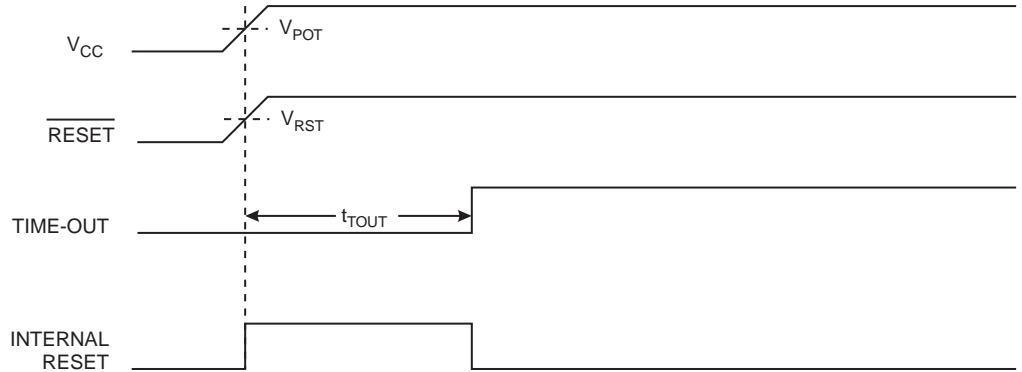 V_CC
V_POT
RESET
V_RST
TIME-OUT
t_TOUT
INTERNAL
RESET